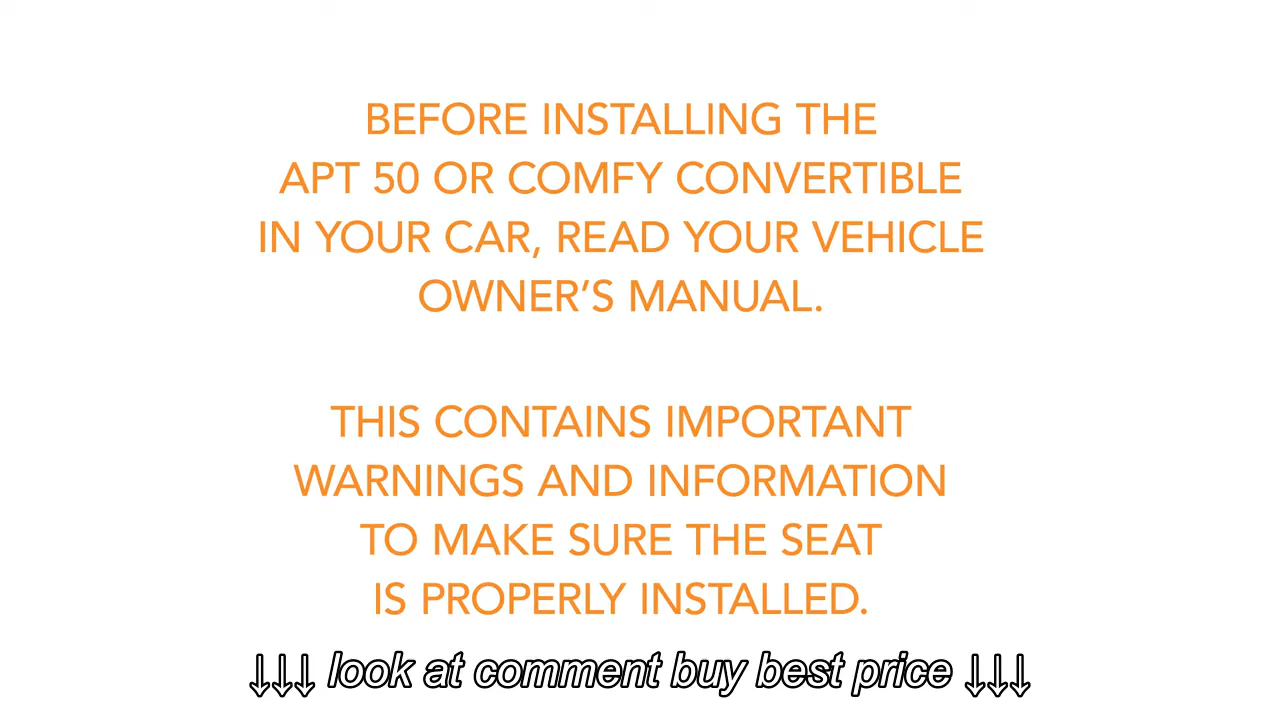 BEFORE INSTALLING THE
APT 50 OR COMFY CONVERTIBLE
IN YOUR CAR, READ YOUR VEHICLE
OWNER’S MANUAL.
THIS CONTAINS IMPORTANT
WARNINGS AND INFORMATION
TO MAKE SURE THE SEAT
IS PROPERLY INSTALLED.
↓↓↓ look at comment buy best price ↓↓↓